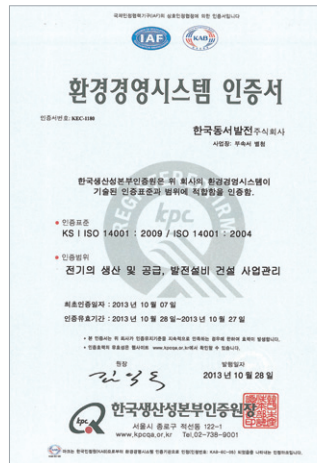 국제인정협력기구(IAF)의 상호인정협정에 의한 인증서입니다
IAF
KAB
환경경영시스템 인증서
인증서번호: KEC-1180
한국동서발전주식회사
사업장: 부속서 별첨
한국생산성본부인증원은 위 회사의 환경경영시스템이
기술된 인증표준과 범위에 적합함을 인증함.
REGISTERED FIRM
kpc
• 인증표준
KS I ISO 14001 : 2009 / ISO 14001 : 2004
• 인증범위
전기의 생산 및 공급, 발전설비 건설 사업관리
최초인증일자 : 2013 년 10 월 07 일
인증유효기간 : 2013 년 10 월 28 일~2016 년 10 월 27 일
원장
발행일자
2013 년 10 월 28 일
kpc
한국생산성본부인증원장
서울시 종로구 적선동 122-1
www.kpcqa.or.kr Tel,02-738-9001